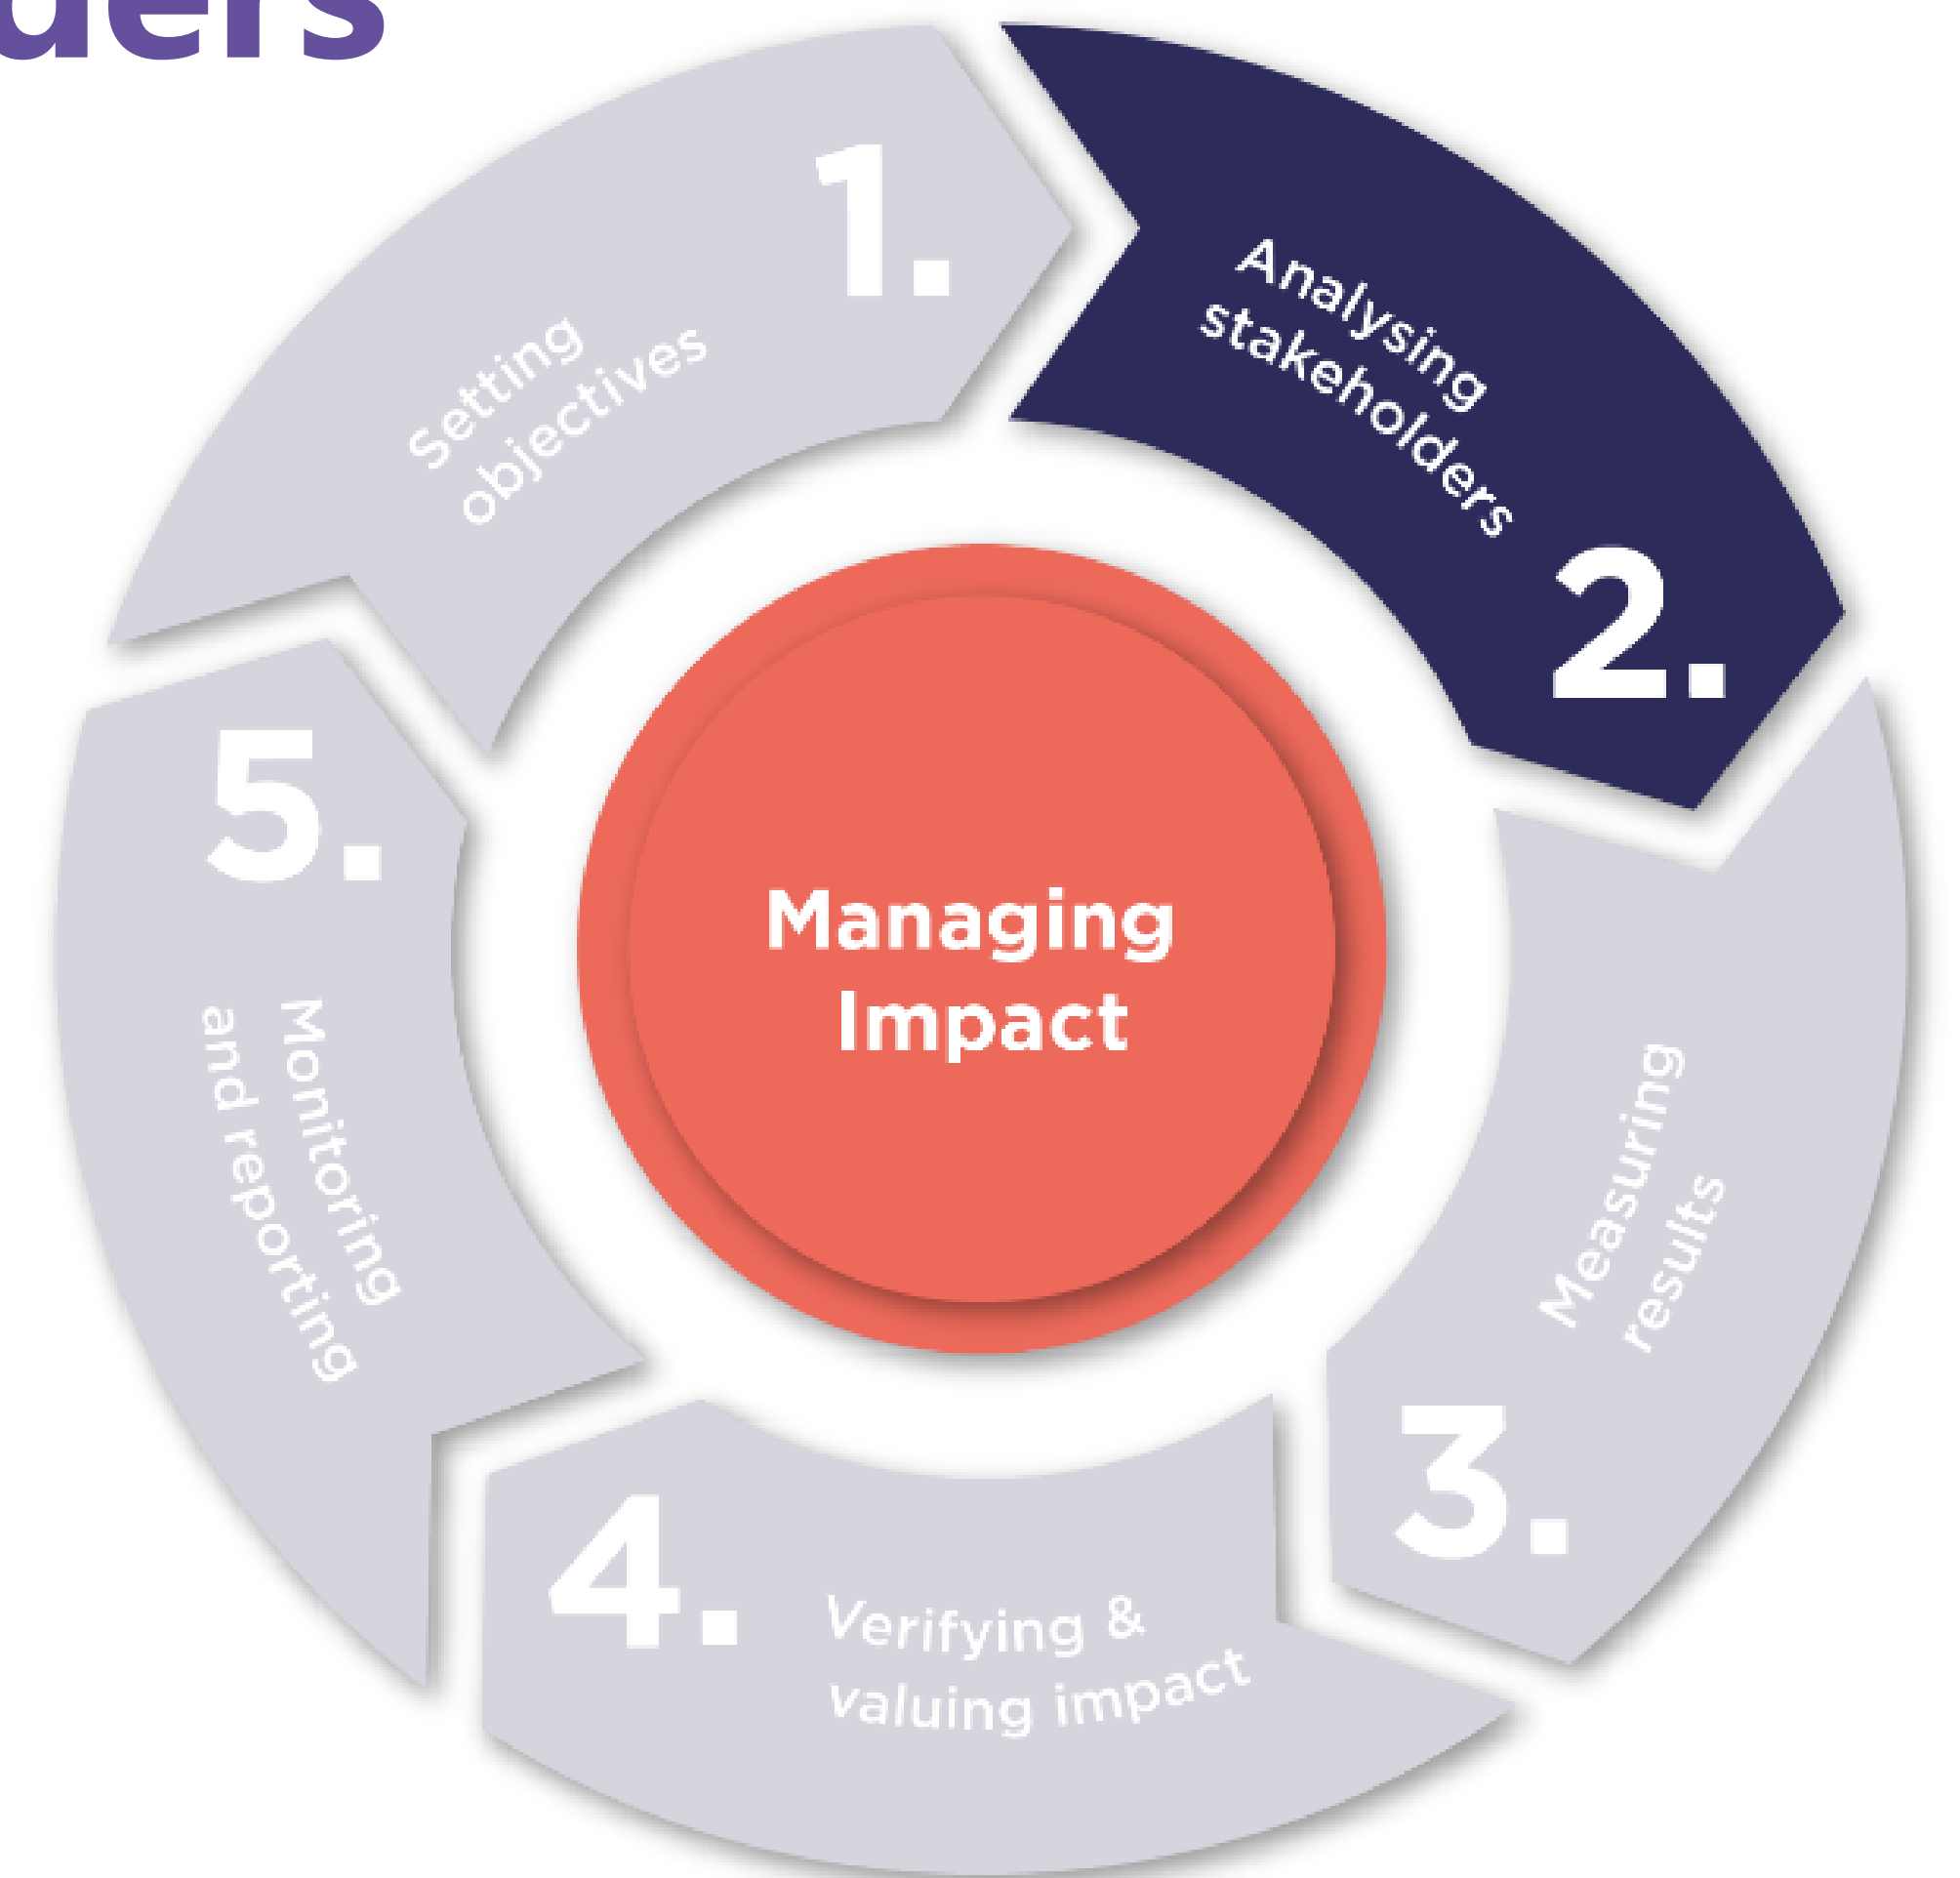 ders
1.
Setting
objectives
Analysing
stakeholders
2.
Measuring
results
3.
4.
Verifying &
valuing impact
5.
Monitoring
and reporting
Managing
Impact